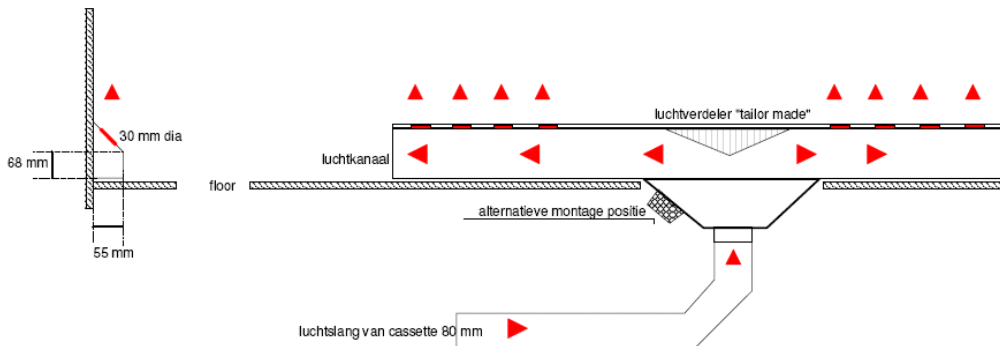 30 mm dia
68 mm
55 mm
floor
luchtverdeler "tailor made"
luchtkanaal
alternatieve montage positie
luchtslang van cassette 80 mm